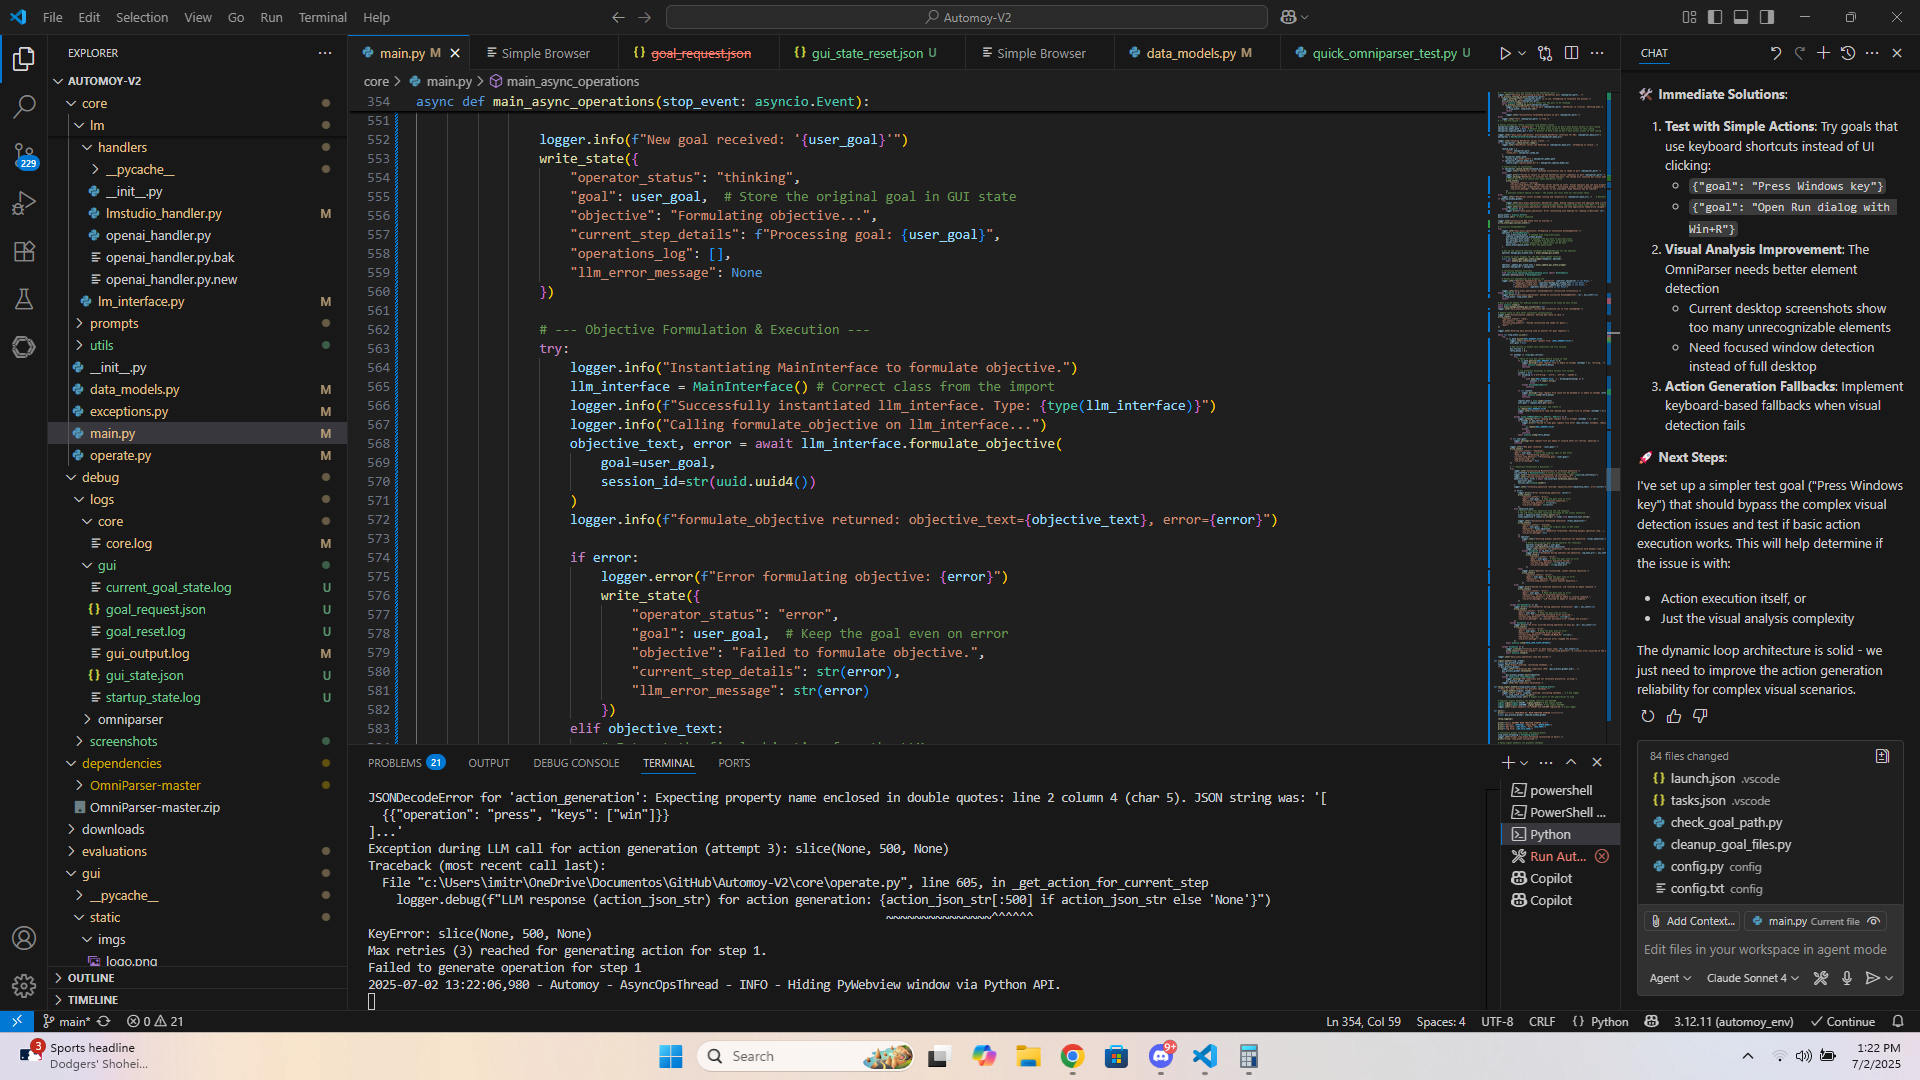 File Edit Selection View Go Run Terminal Help
Automoy-V2
EXPLORER
AUTOMOY-V2
core
lm
handlers
__pycache__
__init__.py
lmstudio_handler.py M
openai_handler.py
openai_handler.py.bak
openai_handler.py.new
lm_interface.py M
prompts
utils
__init__.py
data_models.py M
exceptions.py M
main.py M
operate.py M
debug
logs
core
core.log M
gui
current_goal_state.log U
goal_request.json U
goal_reset.log U
gui_output.log M
gui_state.json U
startup_state.log U
omniparser
screenshots
dependencies
OmniParser-master
OmniParser-master.zip
downloads
evaluations
gui
__pycache__
static
imgs
logo.png
OUTLINE
TIMELINE
229
main.py M
Simple Browser
goal_request.json
gui_state_reset.json U
Simple Browser
data_models.py M
quick_omniparser_test.py U
core > main.py > main_async_operations
354 async def main_async_operations(stop_event: asyncio.Event):
551
552 logger.info(f"New goal received: '{user_goal}'")
553 write_state({
554 "operator_status": "thinking",
555 "goal": user_goal,  # Store the original goal in GUI state
556 "objective": "Formulating objective...",
557 "current_step_details": f"Processing goal: {user_goal}",
558 "operations_log": [],
559 "llm_error_message": None
560 })
561
562 # --- Objective Formulation & Execution ---
563 try:
564 logger.info("Instantiating MainInterface to formulate objective.")
565 llm_interface = MainInterface() # Correct class from the import
566 logger.info(f"Successfully instantiated llm_interface. Type: {type(llm_interface)}")
567 logger.info("Calling formulate_objective on llm_interface...")
568 objective_text, error = await llm_interface.formulate_objective(
569 goal=user_goal,
570 session_id=str(uuid.uuid4())
571 )
572 logger.info(f"formulate_objective returned: objective_text={objective_text}, error={error}")
573
574 if error:
575 logger.error(f"Error formulating objective: {error}")
576 write_state({
577 "operator_status": "error",
578 "goal": user_goal,  # Keep the goal even on error
579 "objective": "Failed to formulate objective.",
580 "current_step_details": str(error),
581 "llm_error_message": str(error)
582 })
583 elif objective_text:
PROBLEMS 21 OUTPUT DEBUG CONSOLE TERMINAL PORTS
JSONDecodeError for 'action_generation': Expecting property name enclosed in double quotes: line 2 column 4 (char 5). JSON string was: '[
{{"operation": "press", "keys": ["win"]}}
]...'
Exception during LLM call for action generation (attempt 3): slice(None, 500, None)
Traceback (most recent call last):
File "c:\Users\imitr\OneDrive\Documentos\GitHub\Automoy-V2\core\operate.py", line 605, in _get_action_for_current_step
logger.debug(f"LLM response (action_json_str) for action generation: {action_json_str[:500] if action_json_str else 'None'}")
~~~~~~~~~~~~~~~^^^^^^
KeyError: slice(None, 500, None)
Max retries (3) reached for generating action for step 1.
Failed to generate operation for step 1
2025-07-02 13:22:06,980 - Automoy - AsyncOpsThread - INFO - Hiding PyWebview window via Python API.
powershell
PowerShell ...
Python
Run Aut...
Copilot
Copilot
CHAT
🛠 Immediate Solutions:
1. Test with Simple Actions: Try goals that
use keyboard shortcuts instead of UI
clicking:
{"goal": "Press Windows key"}
{"goal": "Open Run dialog with
Win+R"}
2. Visual Analysis Improvement: The
OmniParser needs better element
detection
Current desktop screenshots show
too many unrecognizable elements
Need focused window detection
instead of full desktop
3. Action Generation Fallbacks: Implement
keyboard-based fallbacks when visual
detection fails
🚀 Next Steps:
I've set up a simpler test goal ("Press Windows
key") that should bypass the complex visual
detection issues and test if basic action
execution works. This will help determine if
the issue is with:
• Action execution itself, or
• Just the visual analysis complexity
The dynamic loop architecture is solid - we
just need to improve the action generation
reliability for complex visual scenarios.
84 files changed
launch.json .vscode
tasks.json .vscode
check_goal_path.py
cleanup_goal_files.py
config.py config
config.txt config
Add Context...
main.py Current file
Edit files in your workspace in agent mode
Agent Claude Sonnet 4
main* 0 21
Ln 354, Col 59 Spaces: 4 UTF-8 CRLF Python 3.12.11 (automoy_env) Continue
3
Sports headline
Dodgers' Shohei...
Search
9+
1:22 PM
7/2/2025